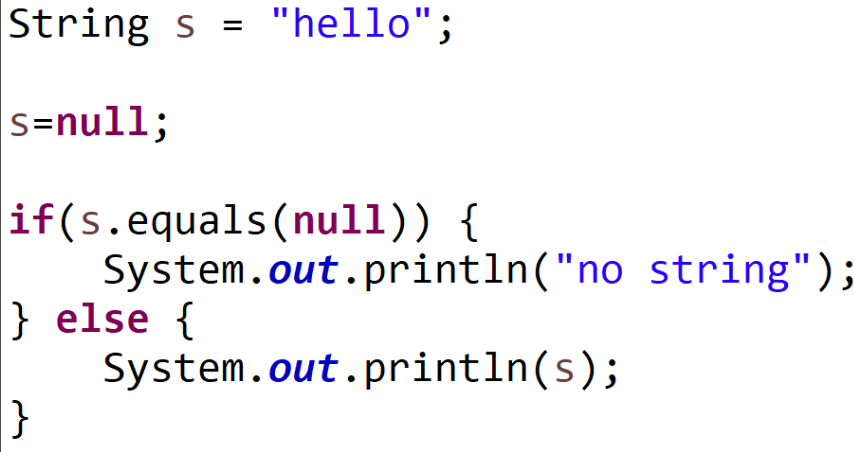 String s = "hello";
s=null;
if(s.equals(null)) {
System.out.println("no string");
} else {
System.out.println(s);
}